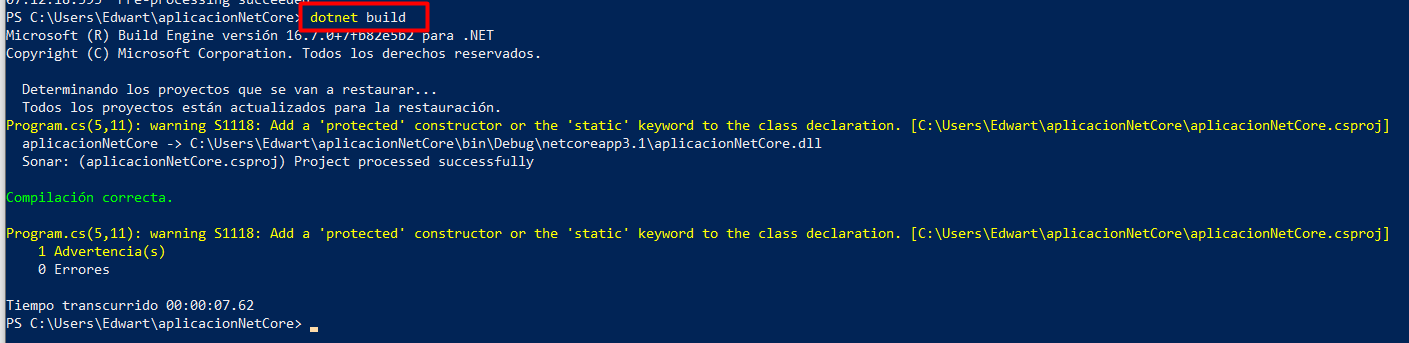 07.12.18.595 Pre-processing succeeded
PS C:\Users\Edwart\aplicacionNetCore> dotnet build
Microsoft (R) Build Engine versión 16.7.0+7fb82e5b2 para .NET
Copyright (C) Microsoft Corporation. Todos los derechos reservados.
Determinando los proyectos que se van a restaurar...
Todos los proyectos están actualizados para la restauración.
Program.cs(5,11): warning S1118: Add a 'protected' constructor or the 'static' keyword to the class declaration. [C:\Users\Edwart\aplicacionNetCore\aplicacionNetCore.csproj]
aplicacionNetCore -> C:\Users\Edwart\aplicacionNetCore\bin\Debug\netcoreapp3.1\aplicacionNetCore.dll
Sonar: (aplicacionNetCore.csproj) Project processed successfully
Compilación correcta.
Program.cs(5,11): warning S1118: Add a 'protected' constructor or the 'static' keyword to the class declaration. [C:\Users\Edwart\aplicacionNetCore\aplicacionNetCore.csproj]
1 Advertencia(s)
0 Errores
Tiempo transcurrido 00:00:07.62
PS C:\Users\Edwart\aplicacionNetCore>